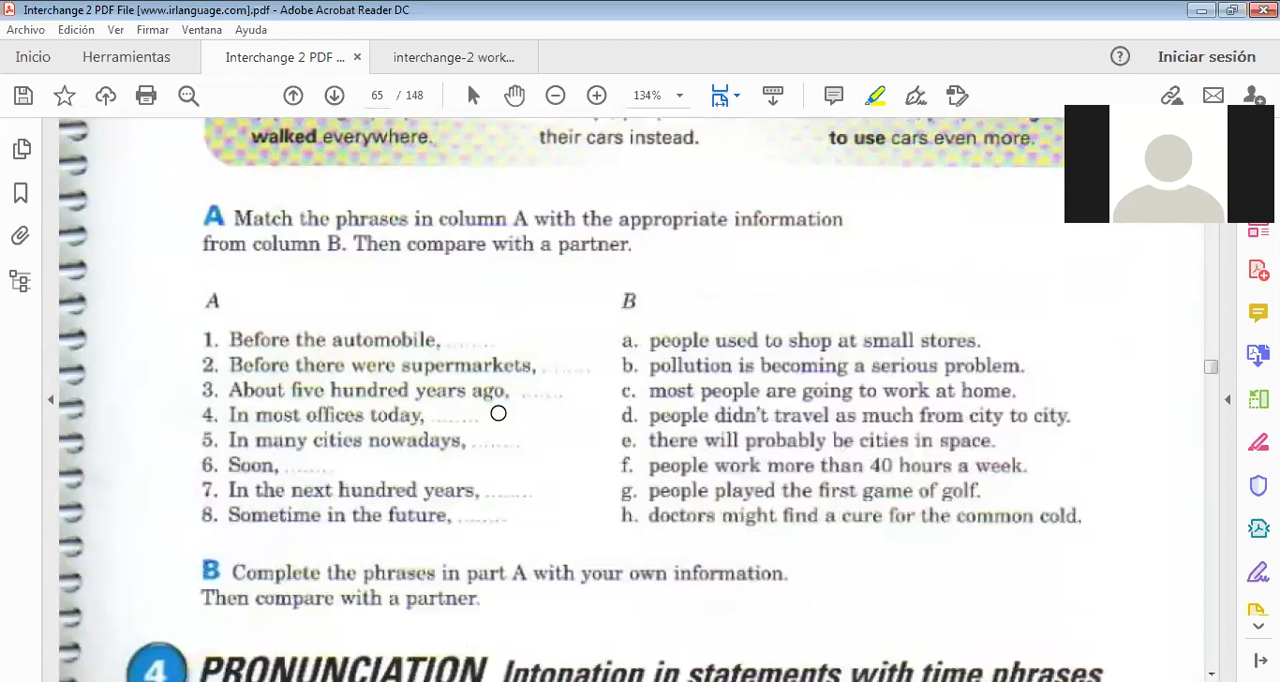 Interchange 2 PDF File [www.irlanguage.com].pdf - Adobe Acrobat Reader DC
Archivo Edición Ver Firmar Ventana Ayuda
Inicio Herramientas Interchange 2 PDF ... × interchange-2 work... Iniciar sesión
65 / 148 134%
walked everywhere. their cars instead. to use cars even more.
A Match the phrases in column A with the appropriate information
from column B. Then compare with a partner.
A B
1. Before the automobile, ........ a. people used to shop at small stores.
2. Before there were supermarkets, ........ b. pollution is becoming a serious problem.
3. About five hundred years ago, ........ c. most people are going to work at home.
4. In most offices today, ........ d. people didn't travel as much from city to city.
5. In many cities nowadays, ........ e. there will probably be cities in space.
6. Soon, ........ f. people work more than 40 hours a week.
7. In the next hundred years, ........ g. people played the first game of golf.
8. Sometime in the future, ........ h. doctors might find a cure for the common cold.
B Complete the phrases in part A with your own information.
Then compare with a partner.
4 PRONUNCIATION Intonation in statements with time phrases